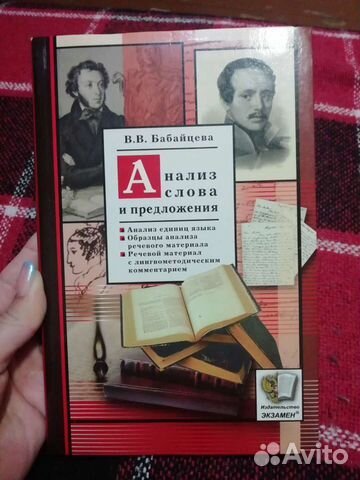 В.В. Бабайцева
Анализ
слова
и предложения
Анализ единиц языка
Образцы анализа
речевого материала
Речевой материал
с лингвометодическим
комментарием
Издательство
ЭКЗАМЕН®
Avito